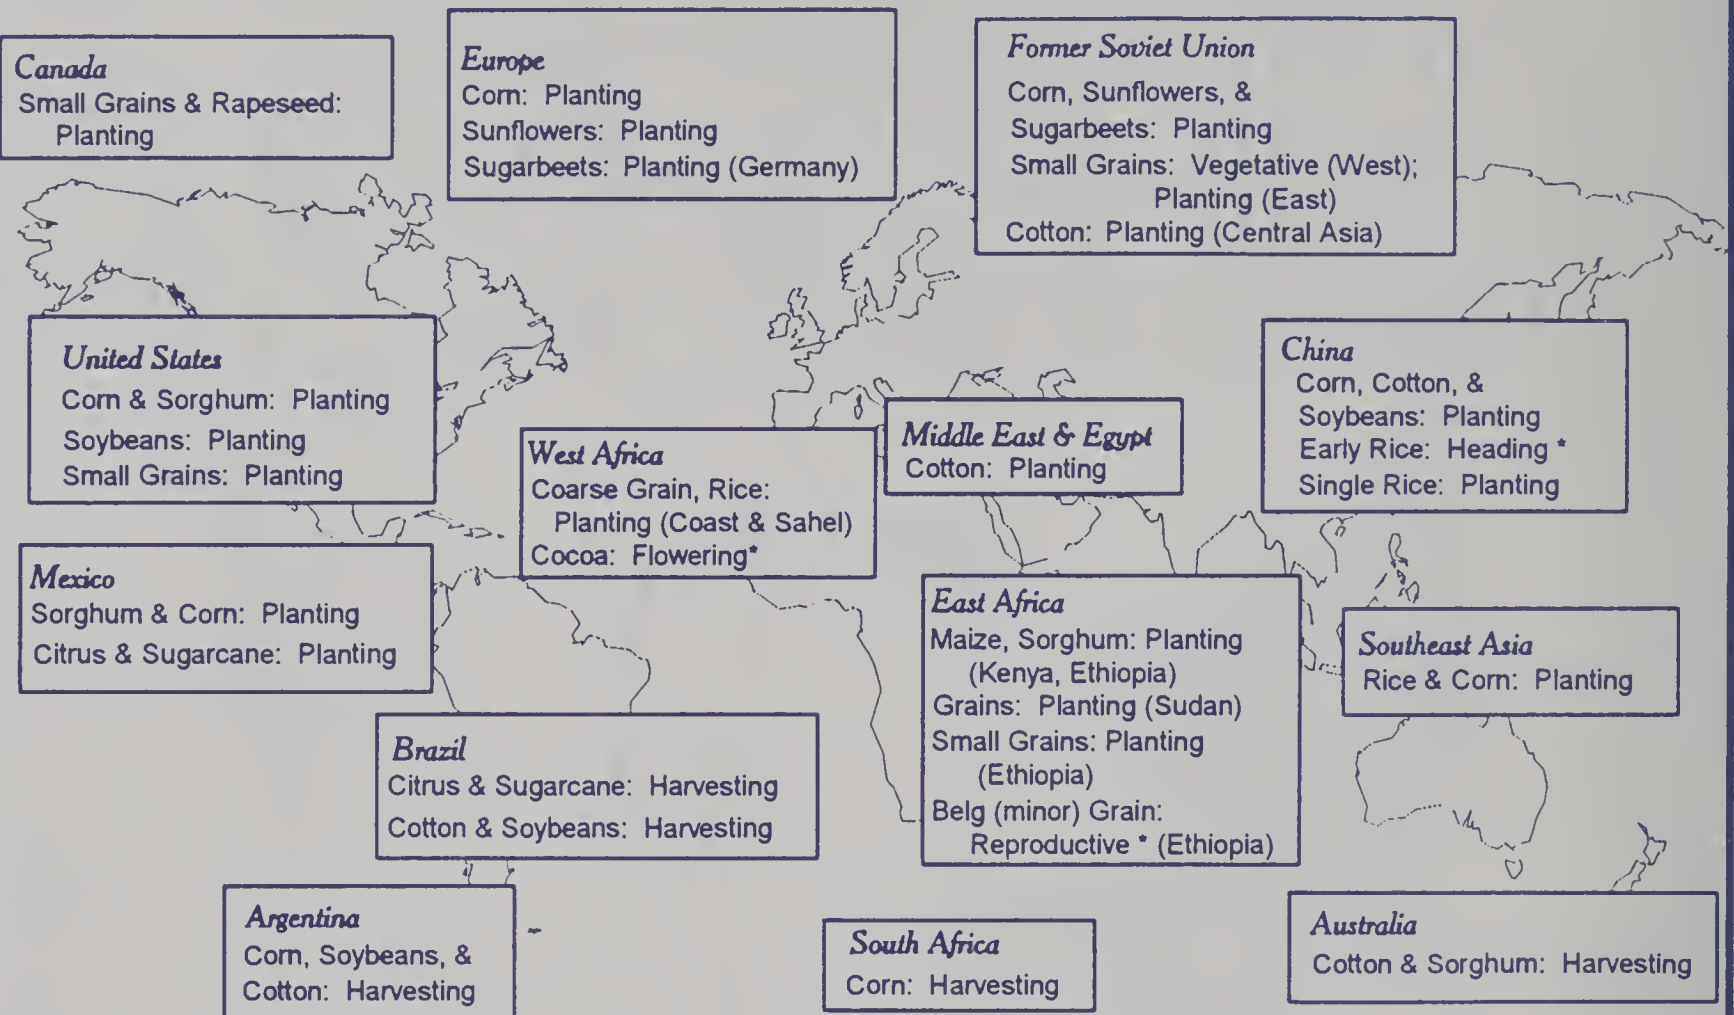 Canada
Small Grains & Rapeseed:
Planting
Europe
Corn: Planting
Sunflowers: Planting
Sugarbeets: Planting (Germany)
Former Soviet Union
Corn, Sunflowers, &
Sugarbeets: Planting
Small Grains: Vegetative (West);
Planting (East)
Cotton: Planting (Central Asia)
United States
Corn & Sorghum: Planting
Soybeans: Planting
Small Grains: Planting
West Africa
Coarse Grain, Rice:
Planting (Coast & Sahel)
Cocoa: Flowering*
Middle East & Egypt
Cotton: Planting
China
Corn, Cotton, &
Soybeans: Planting
Early Rice: Heading *
Single Rice: Planting
Mexico
Sorghum & Corn: Planting
Citrus & Sugarcane: Planting
East Africa
Maize, Sorghum: Planting
(Kenya, Ethiopia)
Grains: Planting (Sudan)
Small Grains: Planting
(Ethiopia)
Belg (minor) Grain:
Reproductive * (Ethiopia)
Southeast Asia
Rice & Corn: Planting
Brazil
Citrus & Sugarcane: Harvesting
Cotton & Soybeans: Harvesting
Argentina
Corn, Soybeans, &
Cotton: Harvesting
South Africa
Corn: Harvesting
Australia
Cotton & Sorghum: Harvesting